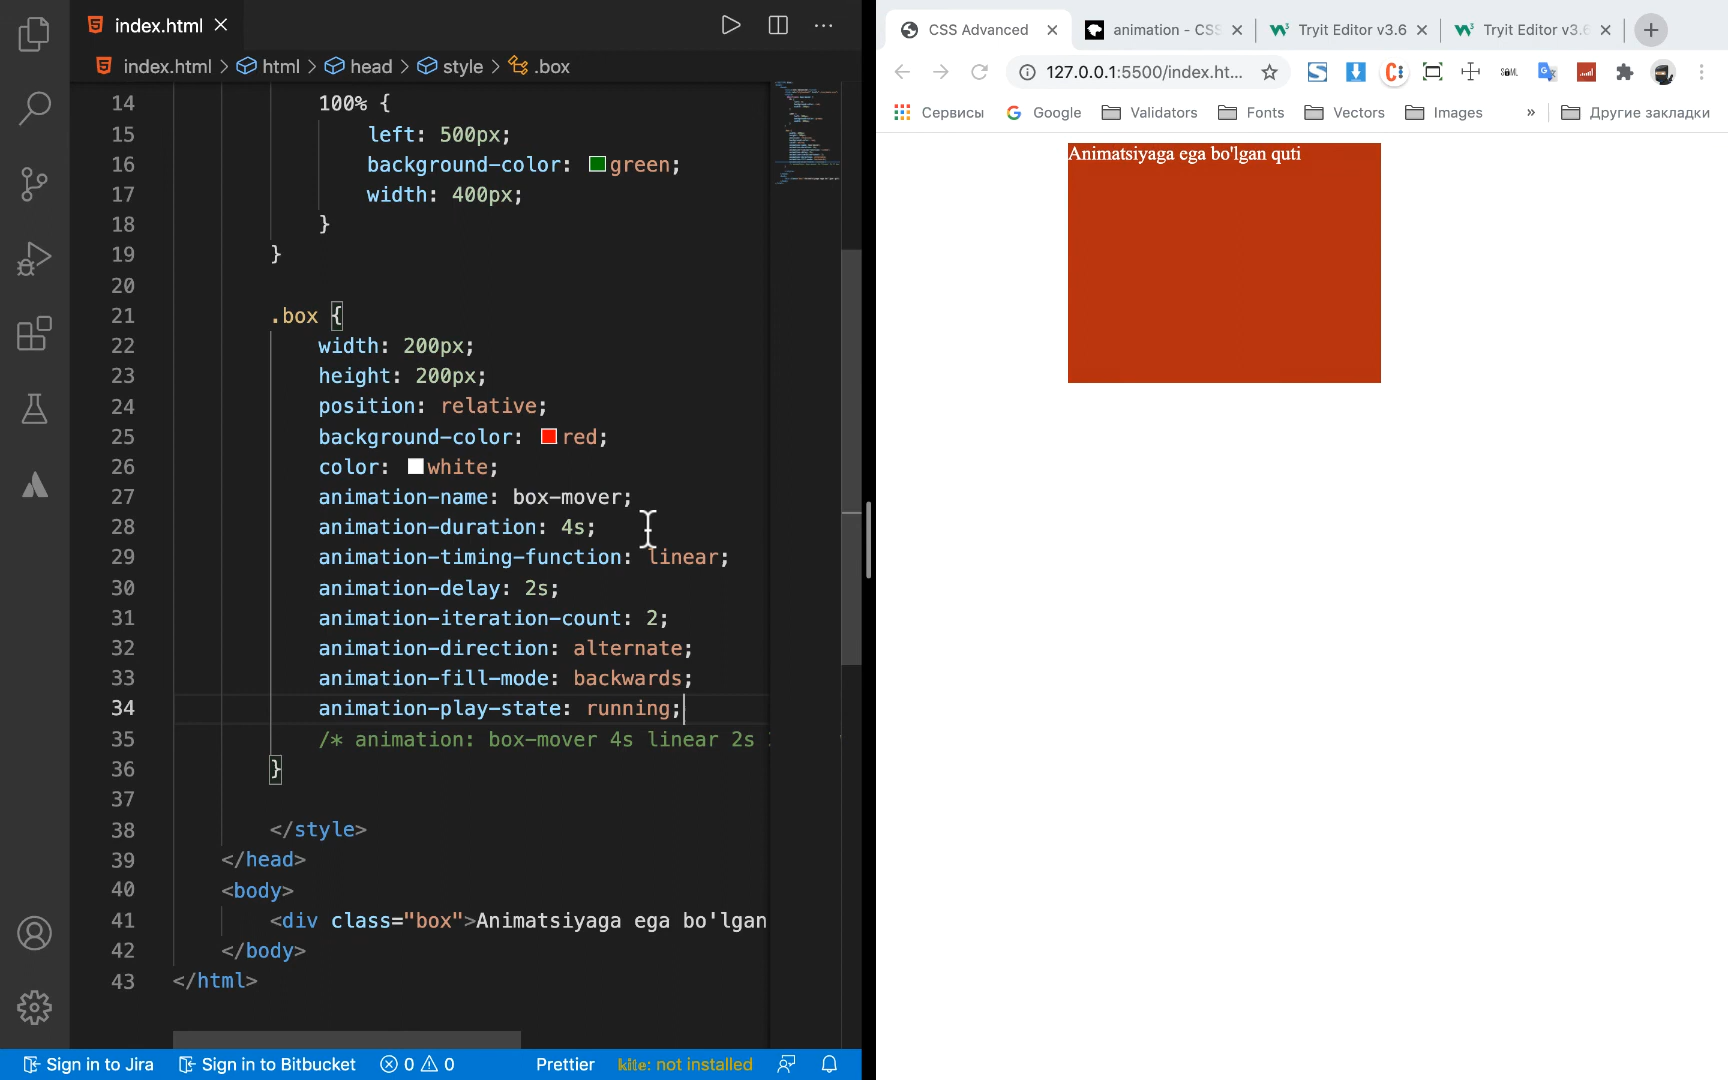 index.html
index.html > html > head > style > .box
14 100% {
15 left: 500px;
16 background-color: green;
17 width: 400px;
18 }
19 }
20
21 .box {
22 width: 200px;
23 height: 200px;
24 position: relative;
25 background-color: red;
26 color: white;
27 animation-name: box-mover;
28 animation-duration: 4s;
29 animation-timing-function: linear;
30 animation-delay: 2s;
31 animation-iteration-count: 2;
32 animation-direction: alternate;
33 animation-fill-mode: backwards;
34 animation-play-state: running;
35 /* animation: box-mover 4s linear 2s
36 }
37
38 </style>
39 </head>
40 <body>
41 <div class="box">Animatsiyaga ega bo'lgan
42 </body>
43 </html>
Sign in to Jira Sign in to Bitbucket 0 0 Prettier kite: not installed
CSS Advanced animation - CSS Tryit Editor v3.6 Tryit Editor v3.6
127.0.0.1:5500/index.ht...
Сервисы Google Validators Fonts Vectors Images » Другие закладки
Animatsiyaga ega bo'lgan quti